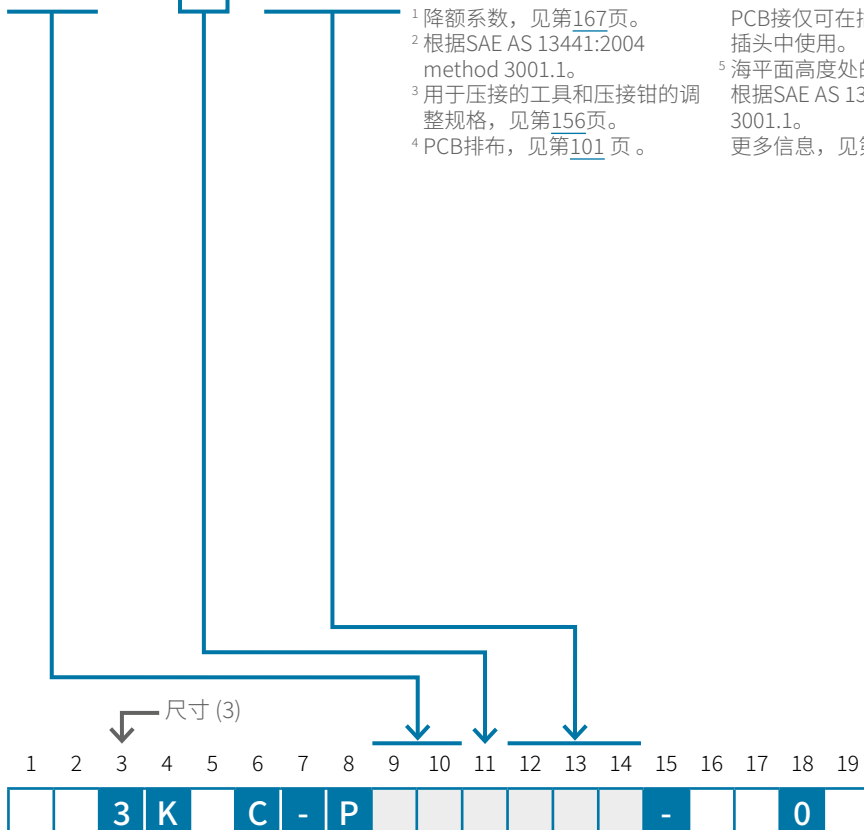 ¹ 降额系数，见第167页。
² 根据SAE AS 13441:2004
method 3001.1。
³ 用于压接的工具和压接钳的调
整规格，见第156页。
⁴ PCB排布，见第101 页 。
PCB接仅可在
插头中使用。
⁵ 海平面高度处
根据SAE AS 13
3001.1。
更多信息，见
尺寸 (3)
1 2 3 4 5 6 7 8 9 10 11 12 13 14 15 16 17 18 19
3 K C - P - 0